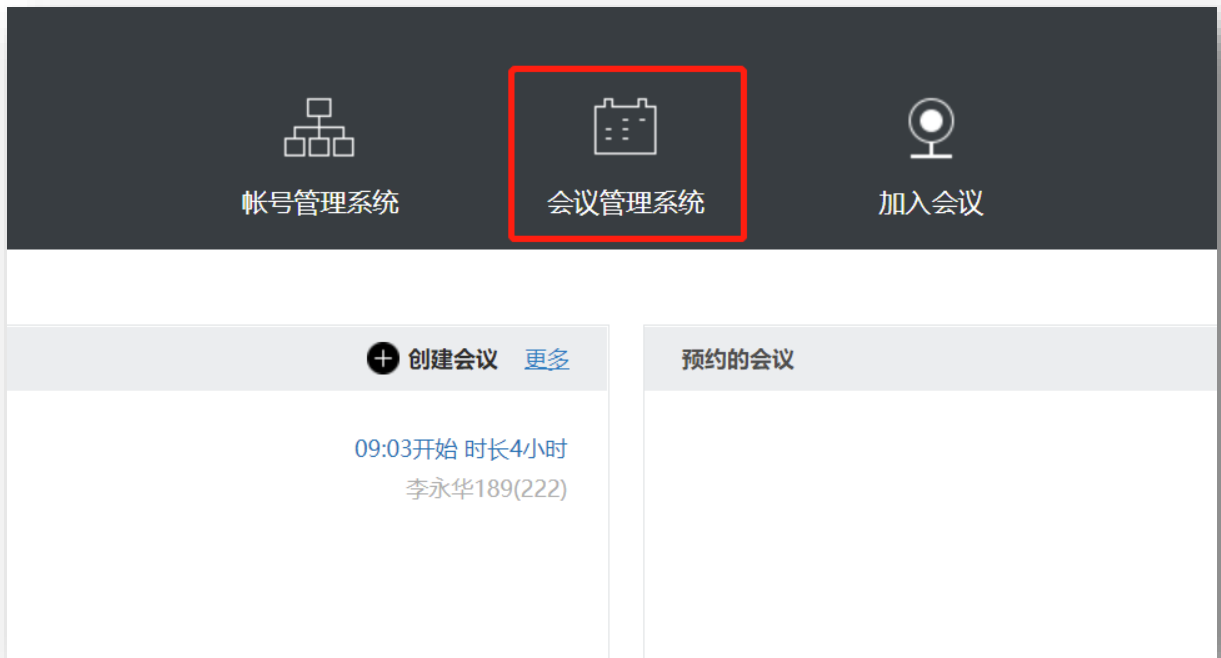 帐号管理系统
会议管理系统
加入会议
创建会议 更多
09:03开始 时长4小时
李永华189(222)
预约的会议